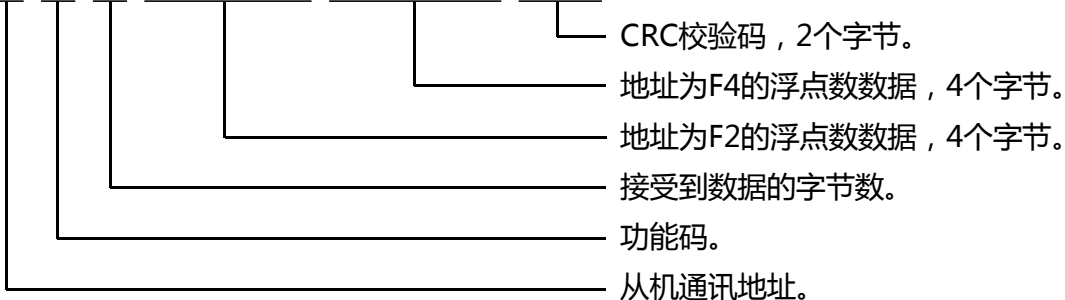 CRC校验码，2个字节。
地址为F4的浮点数数据，4个字节。
地址为F2的浮点数数据，4个字节。
接受到数据的字节数。
功能码。
从机通讯地址。